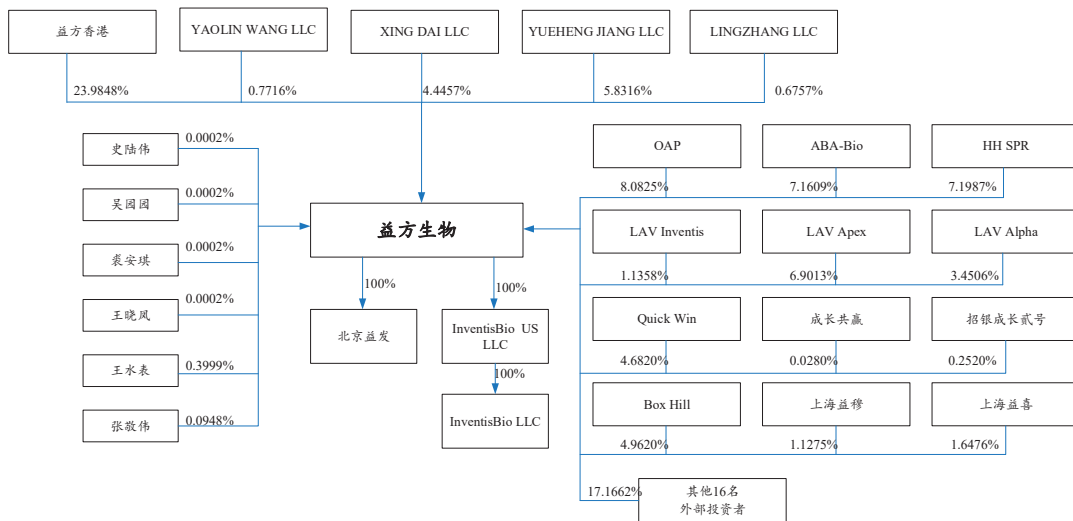 益方香港
YAOLIN WANG LLC
XING DAI LLC
YUEHENG JIANG LLC
LINGZHANG LLC
23.9848%
0.7716%
4.4457%
5.8316%
0.6757%
史陆伟
0.0002%
吴园园
0.0002%
裘安琪
0.0002%
王晓凤
0.0002%
王水表
0.3999%
张敬伟
0.0948%
益方生物
100%
100%
北京益发
InventisBio US
LLC
100%
InventisBio LLC
OAP
ABA-Bio
HH SPR
8.0825%
7.1609%
7.1987%
LAV Inventis
LAV Apex
LAV Alpha
1.1358%
6.9013%
3.4506%
Quick Win
成长共赢
招银成长贰号
4.6820%
0.0280%
0.2520%
Box Hill
上海益穆
上海益喜
4.9620%
1.1275%
1.6476%
17.1662%
其他16名
外部投资者